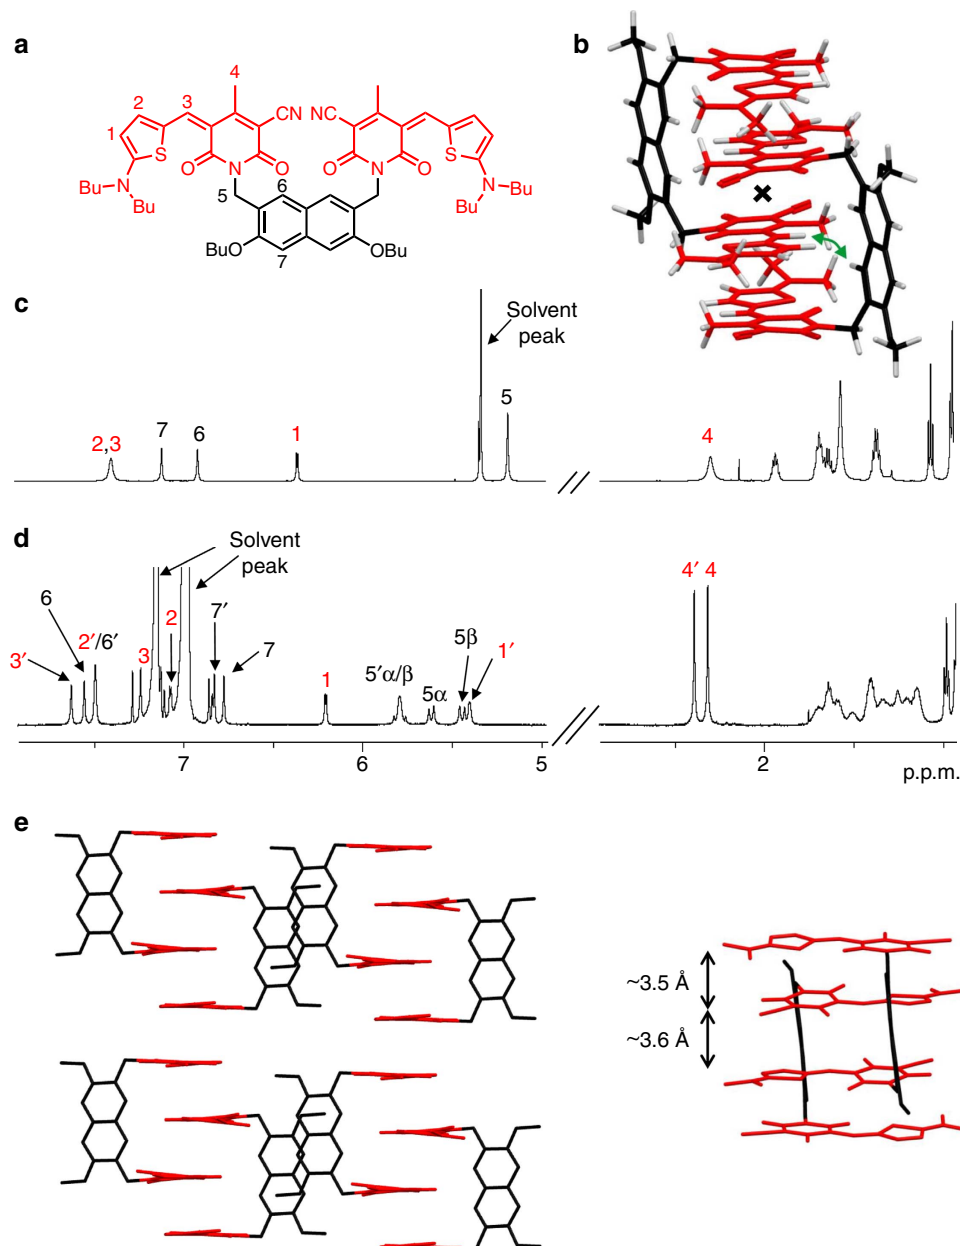 a
b
4
2
3
CN
NC
1
S
S
O
O
O
O
N
N
N
N
Bu
Bu
Bu
Bu
5
6
BuO
7
OBu
c
Solvent
peak
5
2,3
7
6
1
4
d
Solvent
peak
6
2′/6′
3′
3
2
7′
7
1
5′α/β
5α
5β
1′
4′ 4
7
6
5
2
p.p.m.
e
~3.5 Å
~3.6 Å